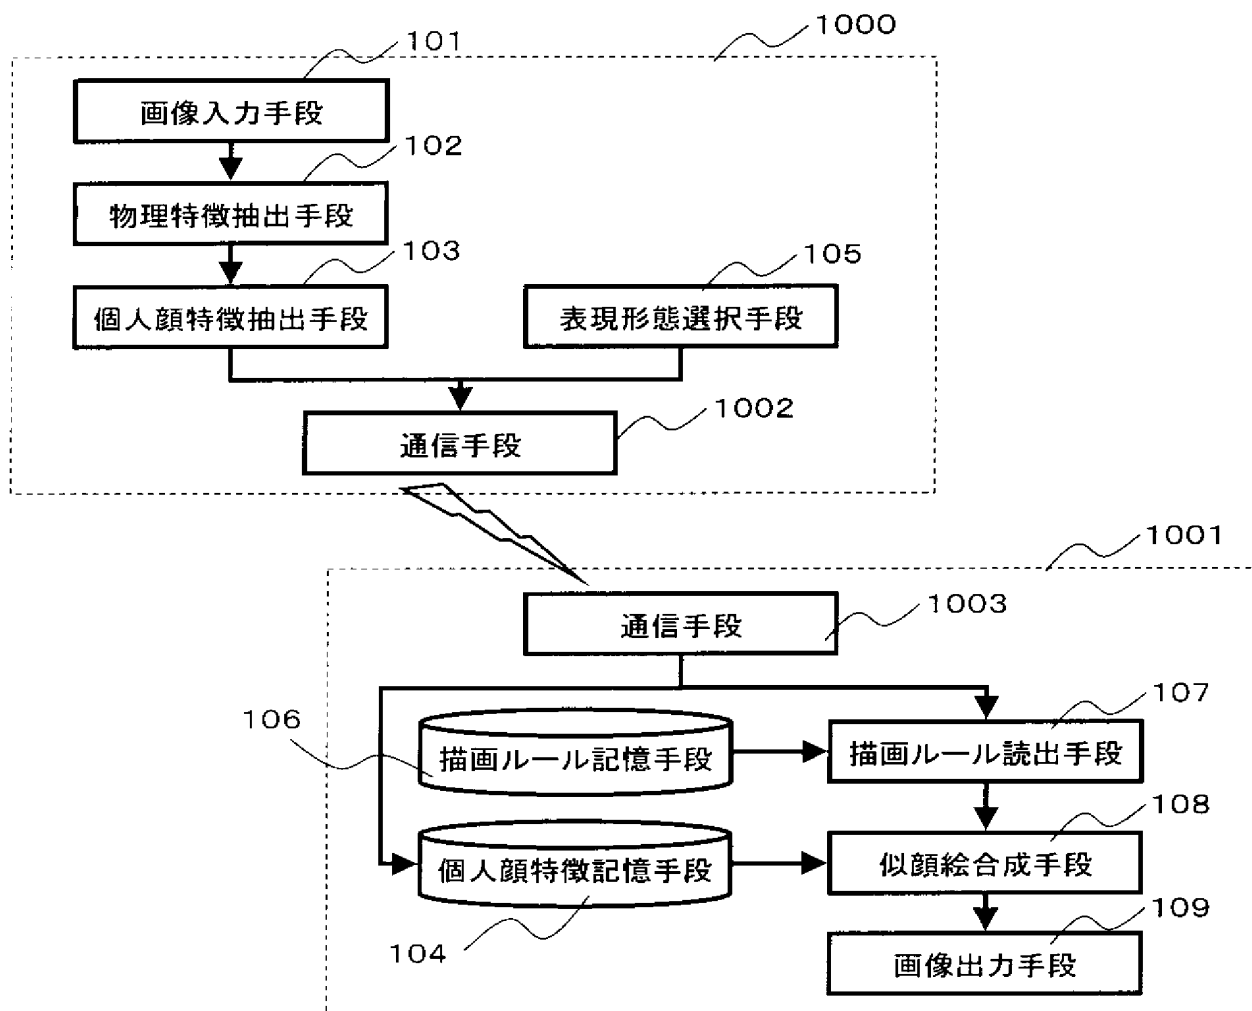 1000
101
画像入力手段
102
物理特徴抽出手段
103
個人顔特徴抽出手段
105
表現形態選択手段
1002
通信手段
1001
1003
通信手段
106
描画ルール記憶手段
107
描画ルール読出手段
108
個人顔特徴記憶手段
似顔絵合成手段
104
109
画像出力手段